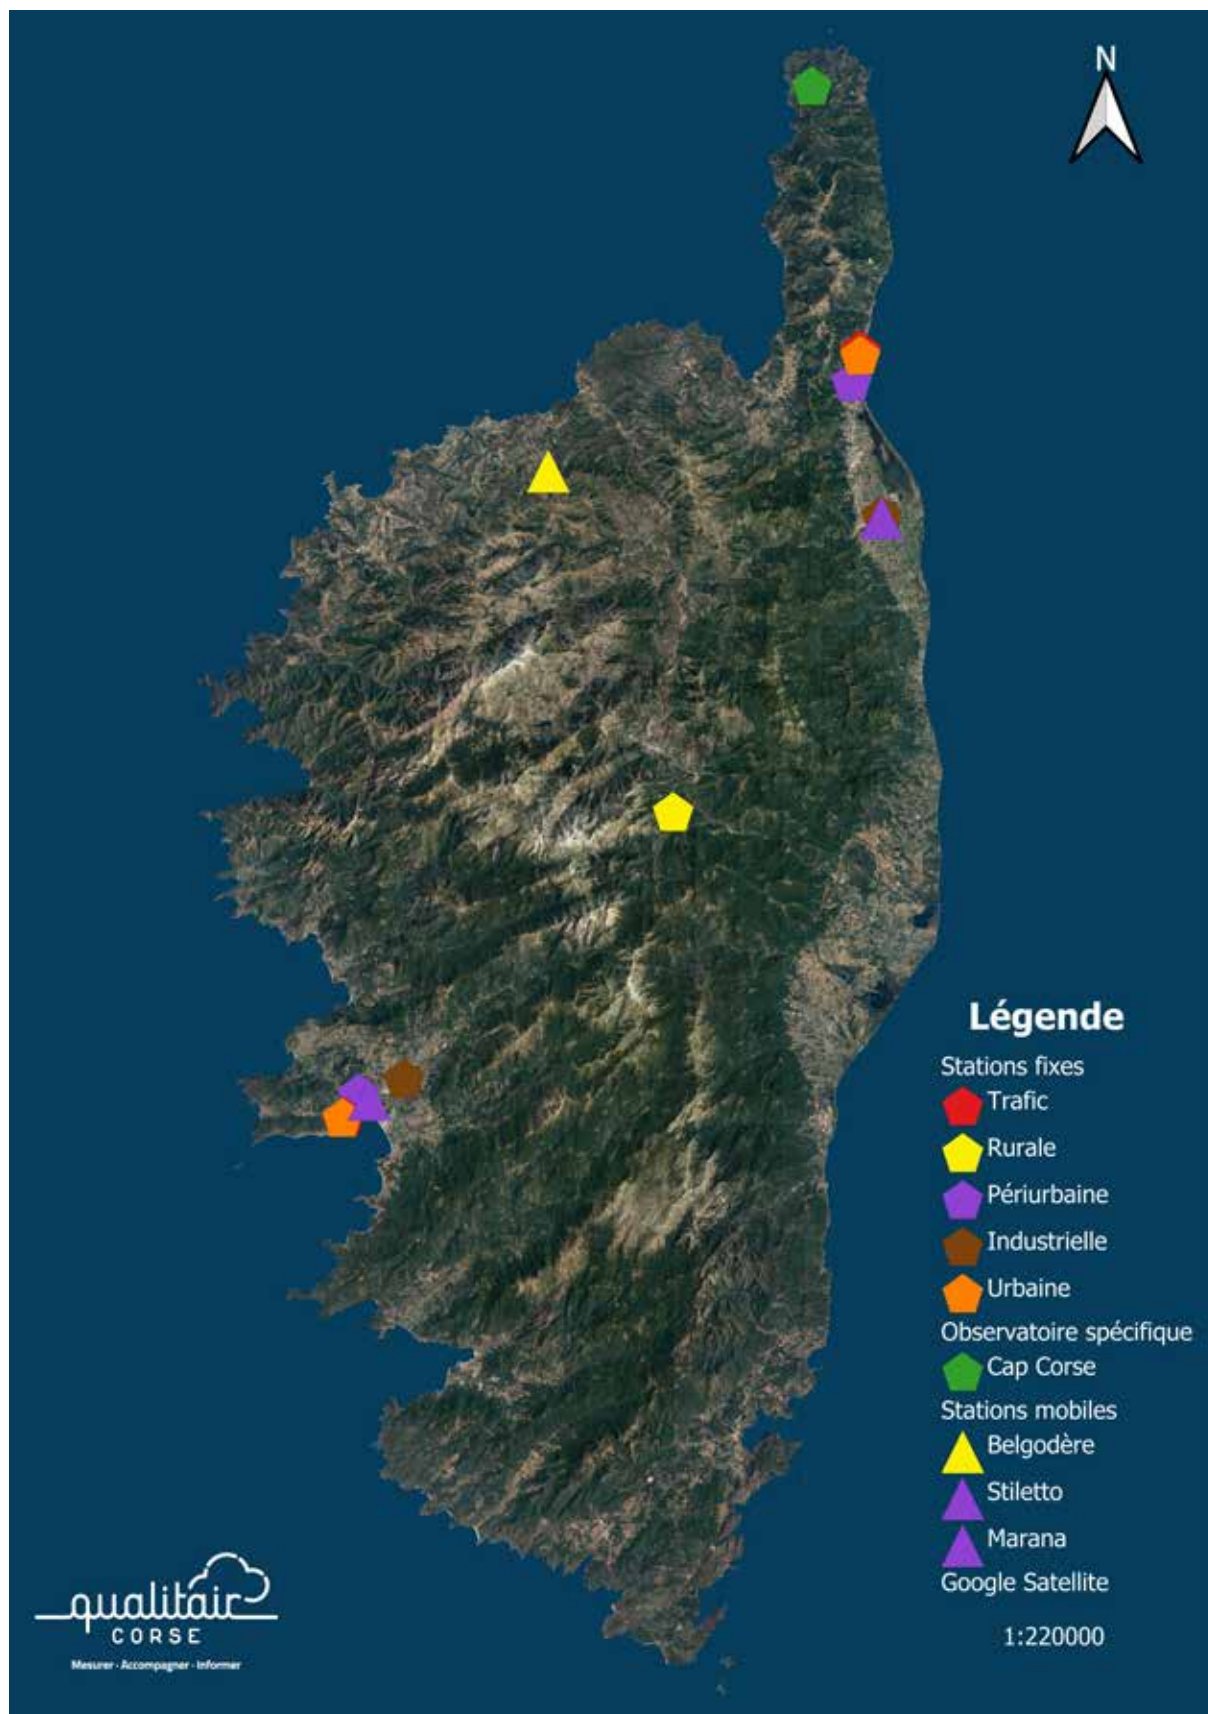 N
Légende
Stations fixes
Trafic
Rurale
Périurbaine
Industrielle
Urbaine
Observatoire spécifique
Cap Corse
Stations mobiles
Belgodère
Stiletto
Marana
Google Satellite
1:220000
qualitair
CORSE
Mesurer - Accompagner - Informer